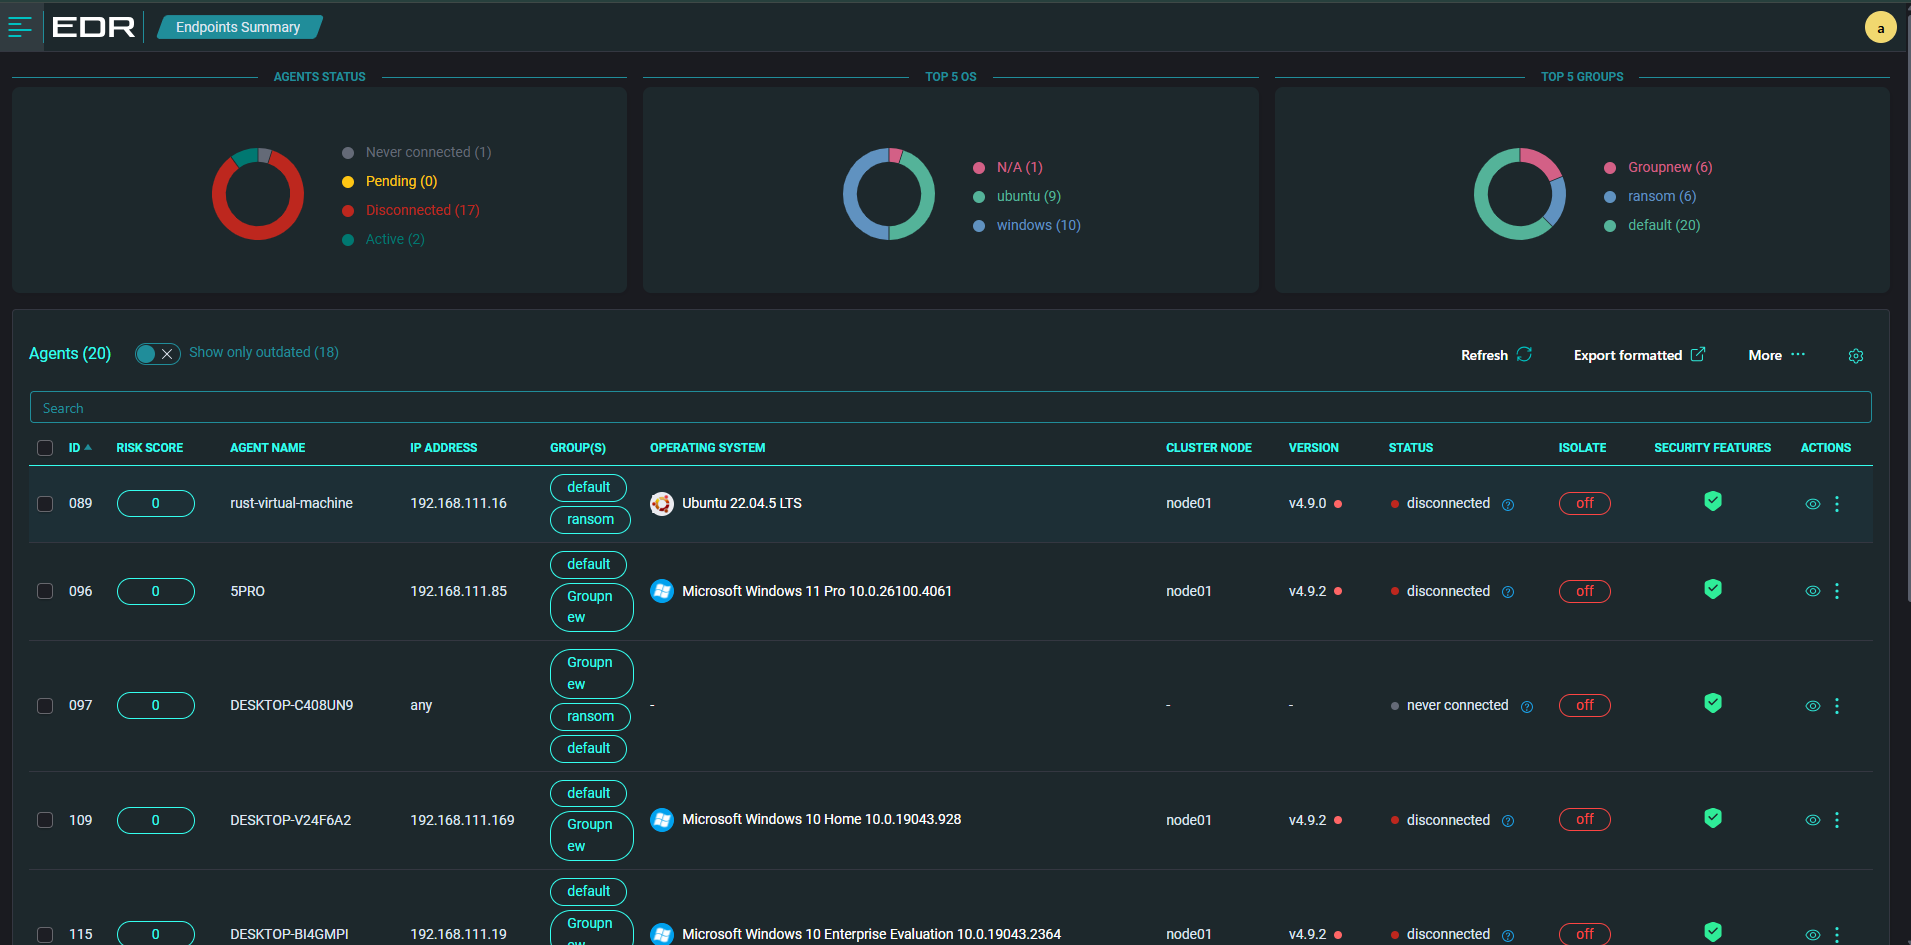 EDR
Endpoints Summary
a
AGENTS STATUS
Never connected (1)
Pending (0)
Disconnected (17)
Active (2)
TOP 5 OS
N/A (1)
ubuntu (9)
windows (10)
TOP 5 GROUPS
Groupnew (6)
ransom (6)
default (20)
Agents (20)
Show only outdated (18)
Refresh
Export formatted
More
Search
ID RISK SCORE AGENT NAME IP ADDRESS GROUP(S) OPERATING SYSTEM CLUSTER NODE VERSION STATUS ISOLATE SECURITY FEATURES ACTIONS
089 0 rust-virtual-machine 192.168.111.16 default Ubuntu 22.04.5 LTS node01 v4.9.0 disconnected off
ransom
096 0 5PRO 192.168.111.85 default Microsoft Windows 11 Pro 10.0.26100.4061 node01 v4.9.2 disconnected off
Groupn
ew
097 0 DESKTOP-C408UN9 any Groupn - - - never connected off
ew
ransom
default
109 0 DESKTOP-V24F6A2 192.168.111.169 default Microsoft Windows 10 Home 10.0.19043.928 node01 v4.9.2 disconnected off
Groupn
ew
115 0 DESKTOP-BI4GMPI 192.168.111.19 default Microsoft Windows 10 Enterprise Evaluation 10.0.19043.2364 node01 v4.9.2 disconnected off
Groupn
ew